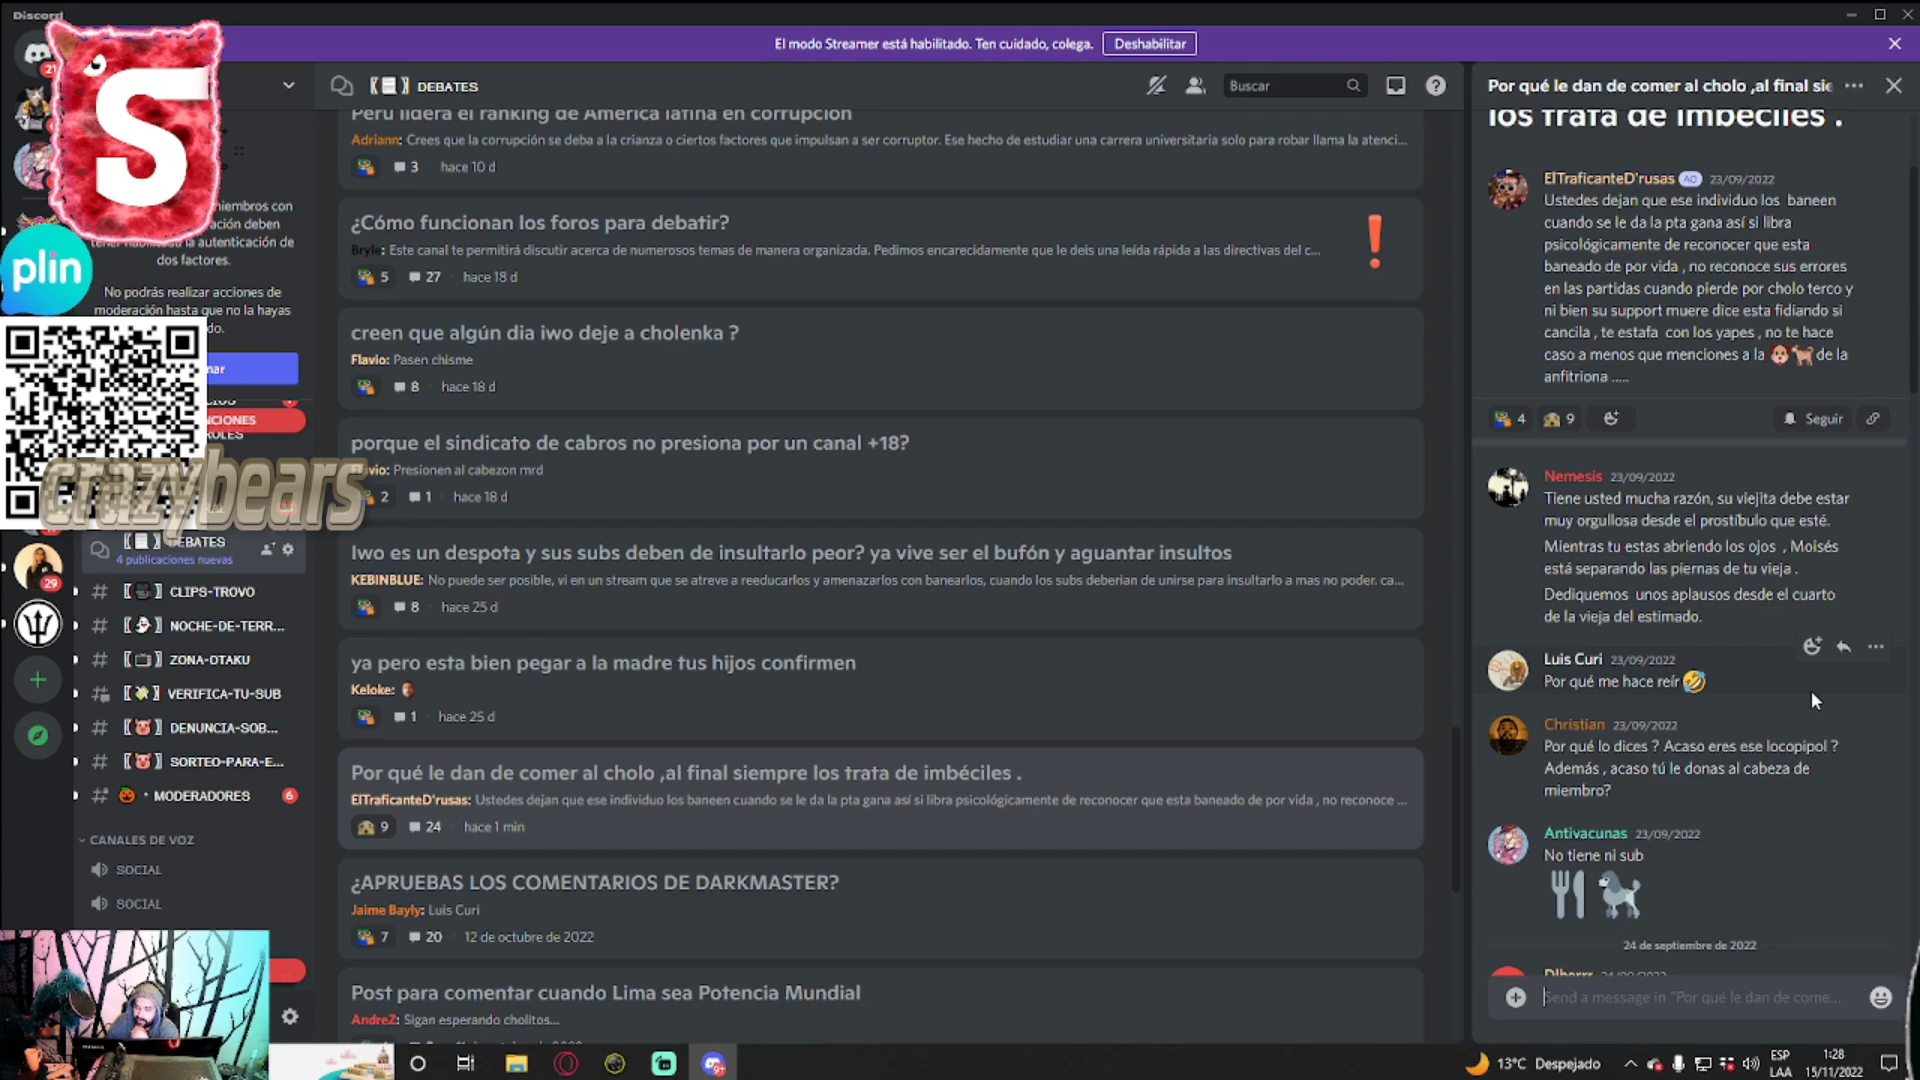 Discord
El modo Streamer está habilitado. Ten cuidado, colega.
Deshabilitar
S
plin
miembros con
deben
la autenticación de
dos factores.
No podrás realizar acciones de
moderación hasta que no la hayas
crazybears
DEBATES
4 publicaciones nuevas
29
CLIPS-TROVO
NOCHE-DE-TERR...
ZONA-OTAKU
VERIFICA-TU-SUB
DENUNCIA-SOB...
SORTEO-PARA-E...
MODERADORES
6
CANALES DE VOZ
SOCIAL
SOCIAL
DEBATES
Buscar
Perú lidera el ranking de América latina en corrupción
Adriann: Crees que la corrupción se deba a la crianza o ciertos factores que impulsan a ser corruptor. Ese hecho de estudiar una carrera universitaria solo para robar llama la atenci...
3 hace 10 d
¿Cómo funcionan los foros para debatir?
Bryle: Este canal te permitirá discutir acerca de numerosos temas de manera organizada. Pedimos encarecidamente que le deis una leída rápida a las directivas del c...
5 27 · hace 18 d
creen que algún dia iwo deje a cholenka ?
Flavio: Pasen chisme
8 · hace 18 d
porque el sindicato de cabros no presiona por un canal +18?
Flavio: Presionen al cabezon mrd
2 1 · hace 18 d
Iwo es un despota y sus subs deben de insultarlo peor? ya vive ser el bufón y aguantar insultos
KEBINBLUE: No puede ser posible, vi en un stream que se atreve a reeducarlos y amenazarlos con banearlos, cuando los subs deberian de unirse para insultarlo a mas no poder. ca...
8 · hace 25 d
ya pero esta bien pegar a la madre tus hijos confirmen
Keloke:
1 · hace 25 d
Por qué le dan de comer al cholo ,al final siempre los trata de imbéciles .
ElTraficanteD'rusas: Ustedes dejan que ese individuo los baneen cuando se le da la pta gana así si libra psicológicamente de reconocer que esta baneado de por vida , no reconoce ...
9 24 · hace 1 min
¿APRUEBAS LOS COMENTARIOS DE DARKMASTER?
Jaime Bayly: Luis Curi
7 20 · 12 de octubre de 2022
Post para comentar cuando Lima sea Potencia Mundial
AndreZ: Sigan esperando cholitos...
Por qué le dan de comer al cholo ,al final sie
los trata de imbéciles .
ElTraficanteD'rusas AO 23/09/2022
Ustedes dejan que ese individuo los baneen
cuando se le da la pta gana así si libra
psicológicamente de reconocer que esta
baneado de por vida , no reconoce sus errores
en las partidas cuando pierde por cholo terco y
ni bien su support muere dice esta fidiando si
cancila , te estafa con los yapes , no te hace
caso a menos que menciones a la 🐶🐕 de la
anfitriona .....
4 9 Seguir
Nemesis 23/09/2022
Tiene usted mucha razón, su viejita debe estar
muy orgullosa desde el prostíbulo que esté.
Mientras tu estas abriendo los ojos , Moisés
está separando las piernas de tu vieja .
Dediquemos unos aplausos desde el cuarto
de la vieja del estimado.
Luis Curi 23/09/2022
Por qué me hace reír 🤣
Christian 23/09/2022
Por qué lo dices ? Acaso eres ese locopipol ?
Además , acaso tú le donas al cabeza de
miembro?
Antivacunas 23/09/2022
No tiene ni sub
🍴 🐩
24 de septiembre de 2022
Send a message in "Por qué le dan de come...
13°C Despejado
ESP
LAA
1:28
15/11/2022